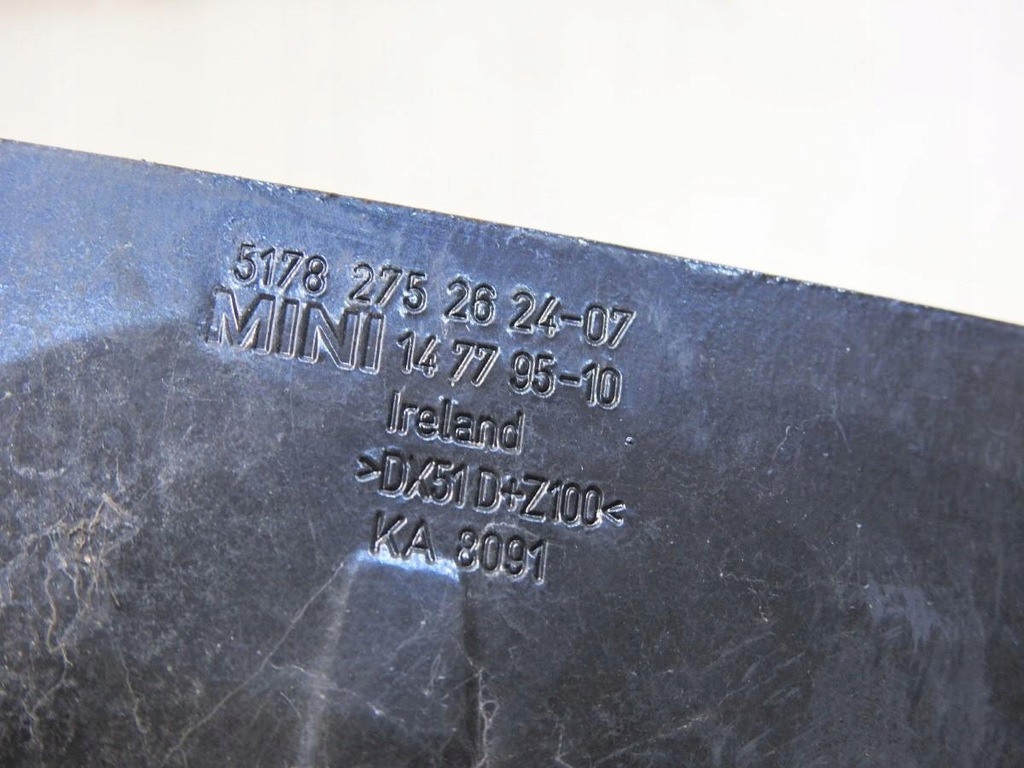 5178 275 26 24-07
MINI 14 77 95-10
Ireland
>DX51 D+Z100<
KA 8091